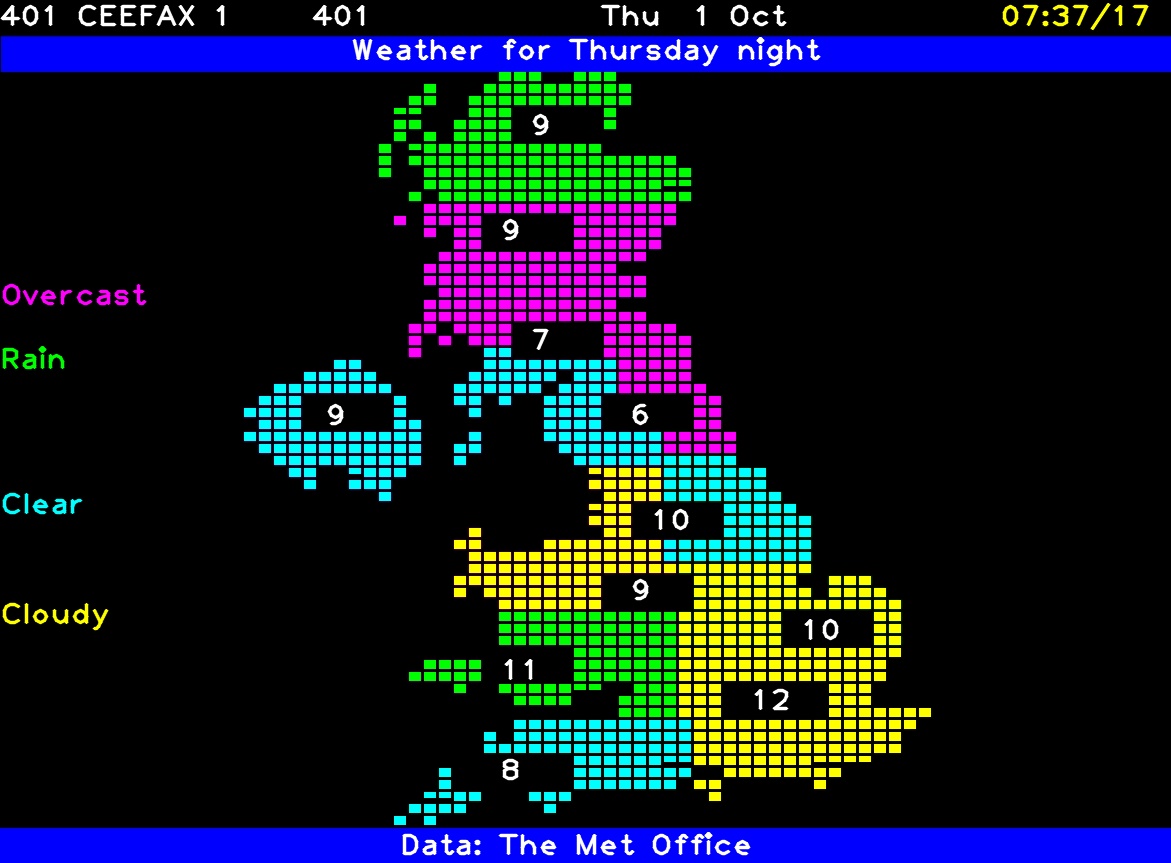 401 CEEFAX 1 401 Thu 1 Oct 07:37/17
Weather for Thursday night
9
9
Overcast
7
Rain
9 6
Clear
10
9
Cloudy
10
11
12
8
Data: The Met Office